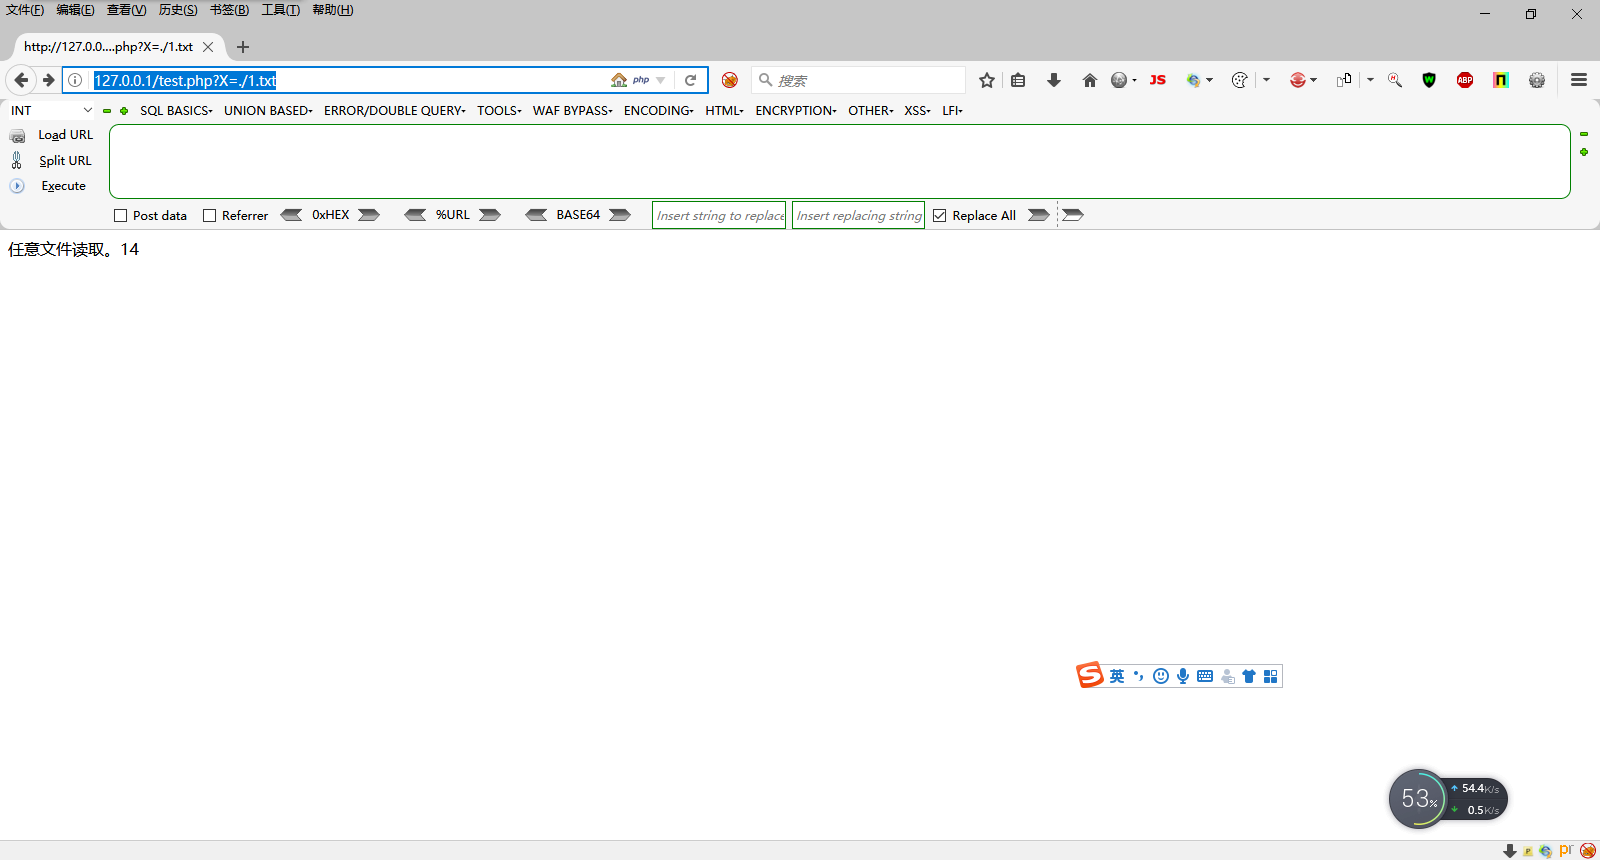 文件(F) 编辑(E) 查看(V) 历史(S) 书签(B) 工具(T) 帮助(H)
http://127.0.0....php?X=./1.txt
127.0.0.1/test.php?X=./1.txt php 搜索 JS ABP
INT SQL BASICS UNION BASED ERROR/DOUBLE QUERY TOOLS WAF BYPASS ENCODING HTML ENCRYPTION OTHER XSS LFI
Load URL
Split URL
Execute
Post data Referrer 0xHEX %URL BASE64 Insert string to replace Insert replacing string Replace All
任意文件读取。14
S 英
53% 54.4K/s
0.5K/s
pr